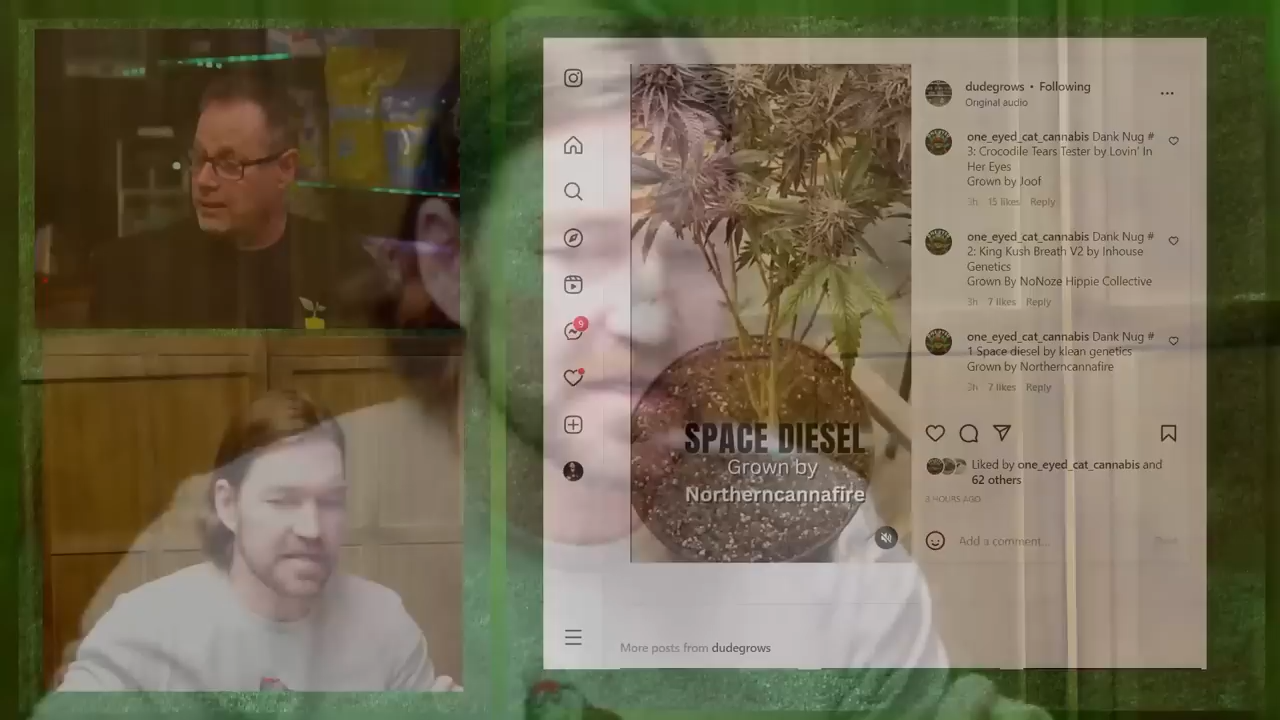 dudegrows • Following
Original audio
one_eyed_cat_cannabis Dank Nug #
3: Crocodile Tears Tester by Lovin' In
Her Eyes
Grown by Joof
3h 15 likes Reply
one_eyed_cat_cannabis Dank Nug #
2: King Kush Breath V2 by Inhouse
Genetics
Grown By NoNoze Hippie Collective
3h 7 likes Reply
one_eyed_cat_cannabis Dank Nug #
1 Space diesel by klean genetics
Grown by Northerncannafire
3h 7 likes Reply
9
SPACE DIESEL
Grown by
Northerncannafire
Liked by one_eyed_cat_cannabis and
62 others
3 HOURS AGO
Add a comment...
Post
More posts from dudegrows